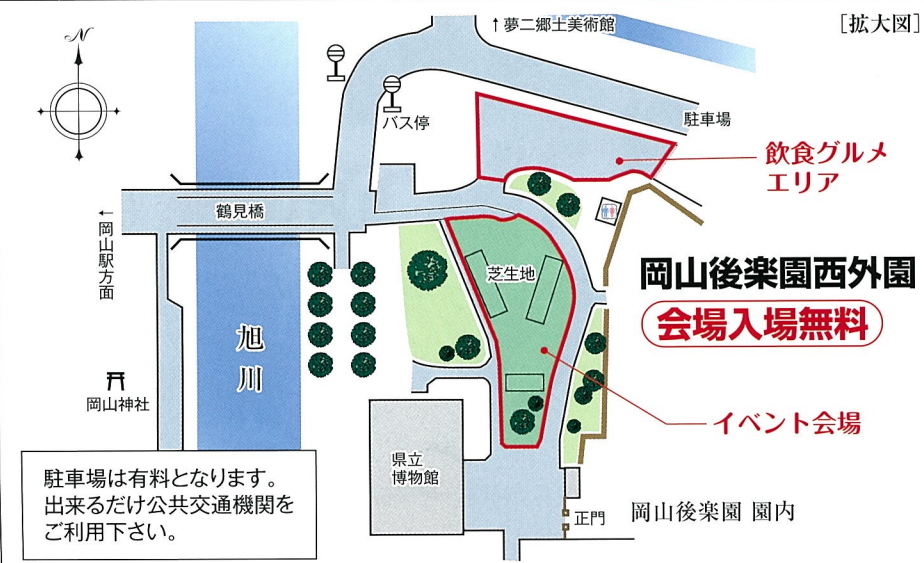 N
↑夢二郷土美術館
［拡大図］
バス停
駐車場
飲食グルメ
エリア
鶴見橋
←岡山駅方面
芝生地
岡山後楽園西外園
会場入場無料
旭川
岡山神社
イベント会場
県立
博物館
駐車場は有料となります。
出来るだけ公共交通機関を
ご利用下さい。
正門
岡山後楽園 園内